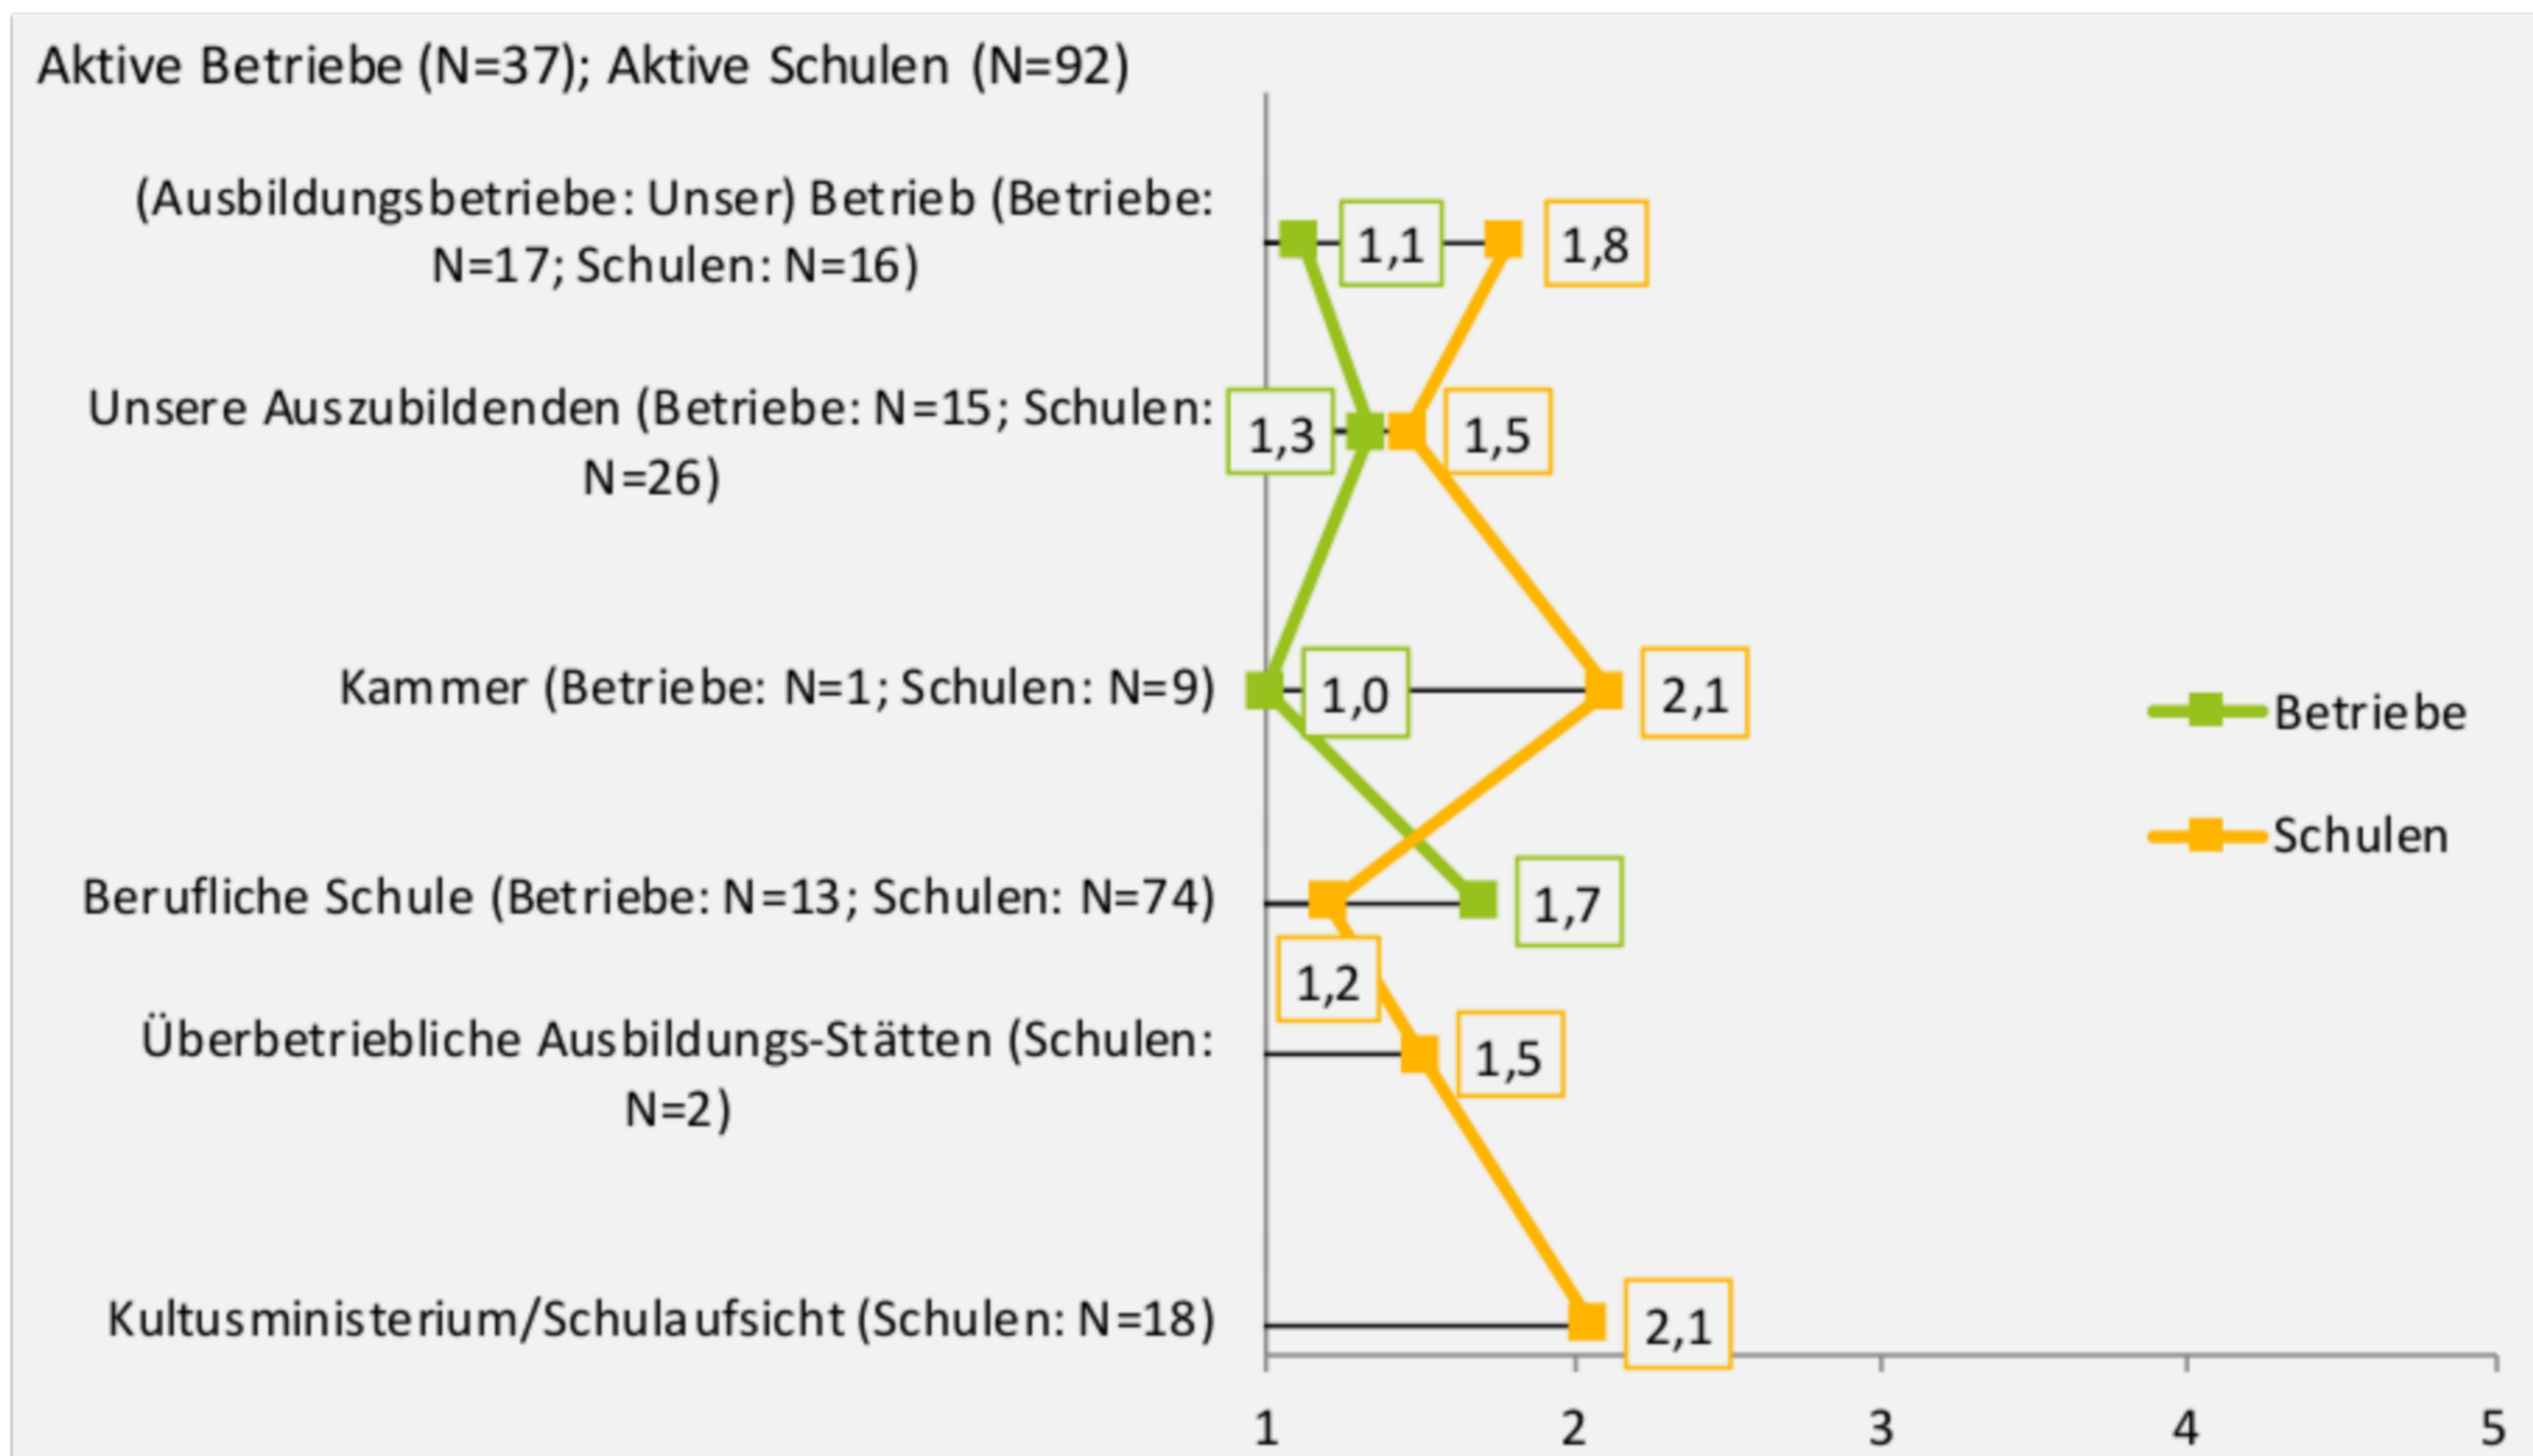 Aktive Betriebe (N=37); Aktive Schulen (N=92)
(Ausbildungsbetriebe: Unser) Betrieb (Betriebe:
N=17; Schulen: N=16)
1,1
1,8
Unsere Auszubildenden (Betriebe: N=15; Schulen:
N=26)
1,3
1,5
Kammer (Betriebe: N=1; Schulen: N=9)
1,0
2,1
Betriebe
Schulen
Berufliche Schule (Betriebe: N=13; Schulen: N=74)
1,7
1,2
Überbetriebliche Ausbildungs-Stätten (Schulen:
N=2)
1,5
Kultusministerium/Schulaufsicht (Schulen: N=18)
2,1
1 2 3 4 5